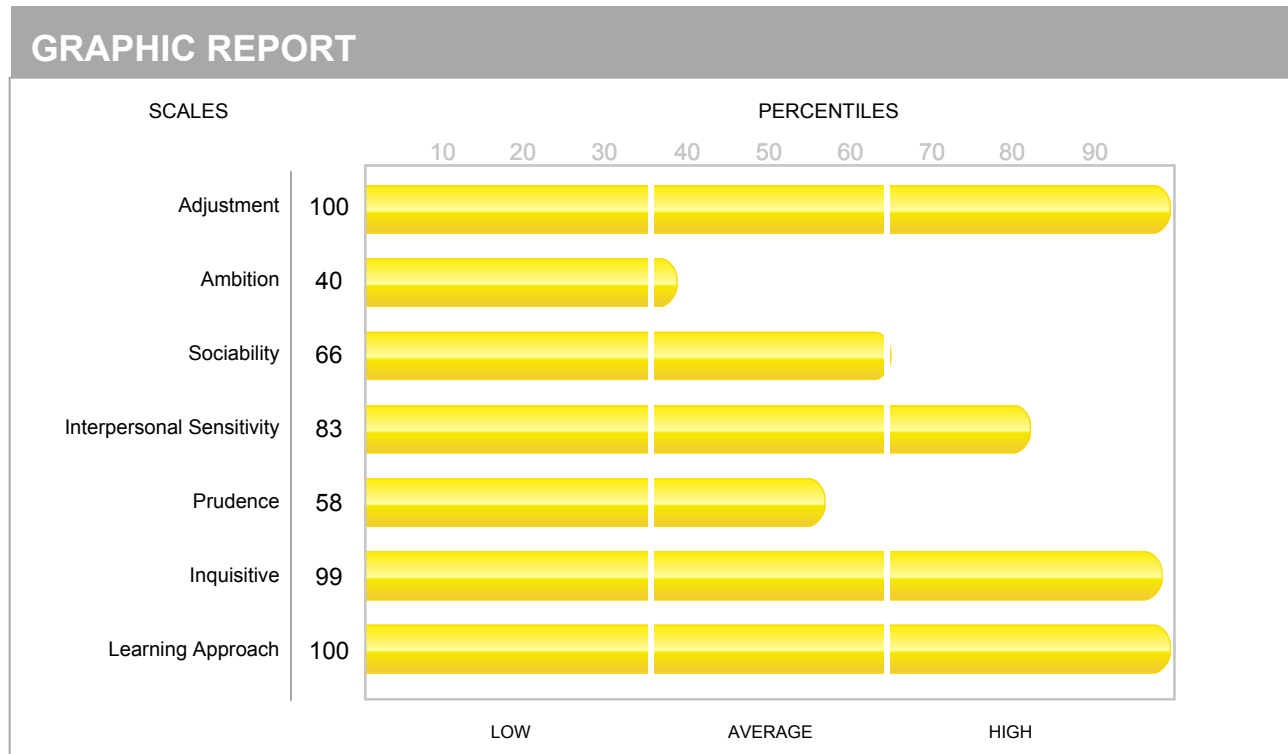 GRAPHIC REPORT
SCALES PERCENTILES
10 20 30 40 50 60 70 80 90
Adjustment 100
Ambition 40
Sociability 66
Interpersonal Sensitivity 83
Prudence 58
Inquisitive 99
Learning Approach 100
LOW AVERAGE HIGH